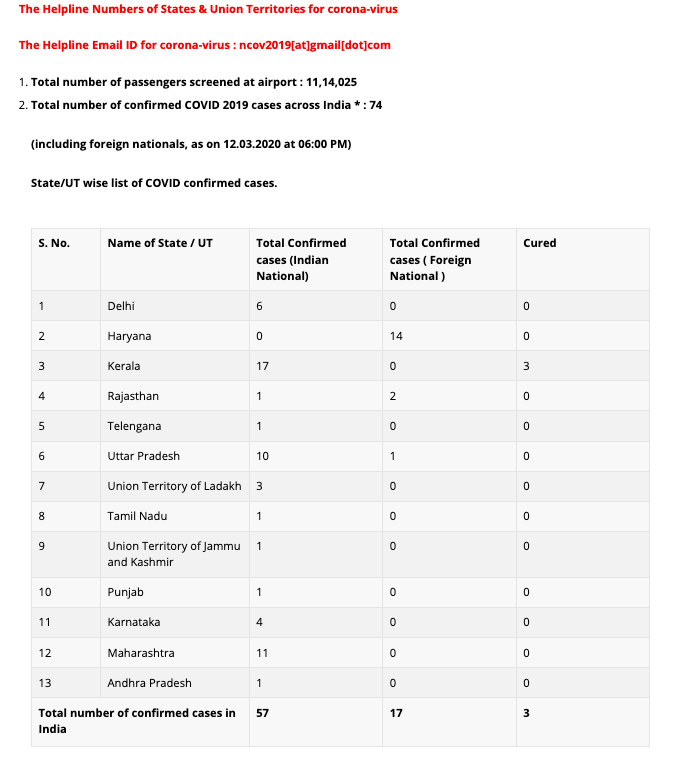 The Helpline Numbers of States & Union Territories for corona-virus
The Helpline Email ID for corona-virus : ncov2019[at]gmail[dot]com
1. Total number of passengers screened at airport : 11,14,025
2. Total number of confirmed COVID 2019 cases across India * : 74
(including foreign nationals, as on 12.03.2020 at 06:00 PM)
State/UT wise list of COVID confirmed cases.
S. No. Name of State / UT Total Confirmed cases (Indian National) Total Confirmed cases ( Foreign National ) Cured
1 Delhi 6 0 0
2 Haryana 0 14 0
3 Kerala 17 0 3
4 Rajasthan 1 2 0
5 Telengana 1 0 0
6 Uttar Pradesh 10 1 0
7 Union Territory of Ladakh 3 0 0
8 Tamil Nadu 1 0 0
9 Union Territory of Jammu and Kashmir 1 0 0
10 Punjab 1 0 0
11 Karnataka 4 0 0
12 Maharashtra 11 0 0
13 Andhra Pradesh 1 0 0
Total number of confirmed cases in India 57 17 3